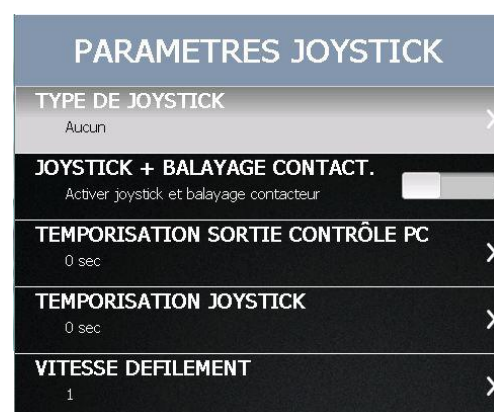 PARAMETRES JOYSTICK
TYPE DE JOYSTICK
Aucun
JOYSTICK + BALAYAGE CONTACT.
Activer joystick et balayage contacteur
TEMPORISATION SORTIE CONTRÔLE PC
0 sec
TEMPORISATION JOYSTICK
0 sec
VITESSE DEFILEMENT
1